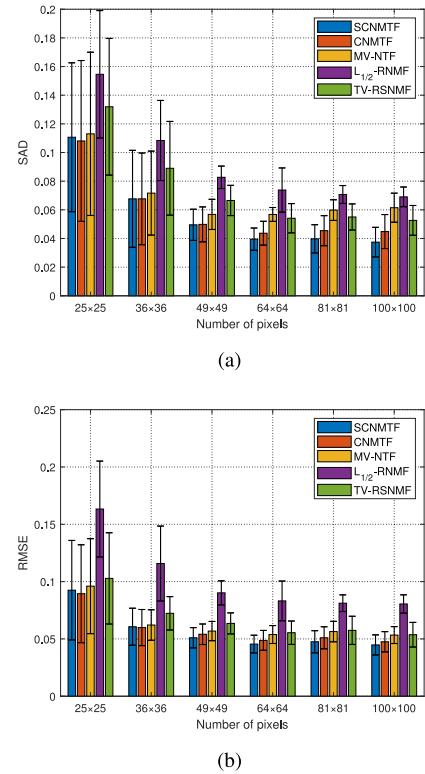 0.2
0.18
0.16
0.14
0.12
0.1
0.08
0.06
0.04
0.02
0
SAD
SCNMTF
CNMTF
MV-NTF
L1/2-RNMF
TV-RSNMF
25×25 36×36 49×49 64×64 81×81 100×100
Number of pixels
(a)
0.25
0.2
0.15
0.1
0.05
0
RMSE
SCNMTF
CNMTF
MV-NTF
L1/2-RNMF
TV-RSNMF
25×25 36×36 49×49 64×64 81×81 100×100
Number of pixels
(b)